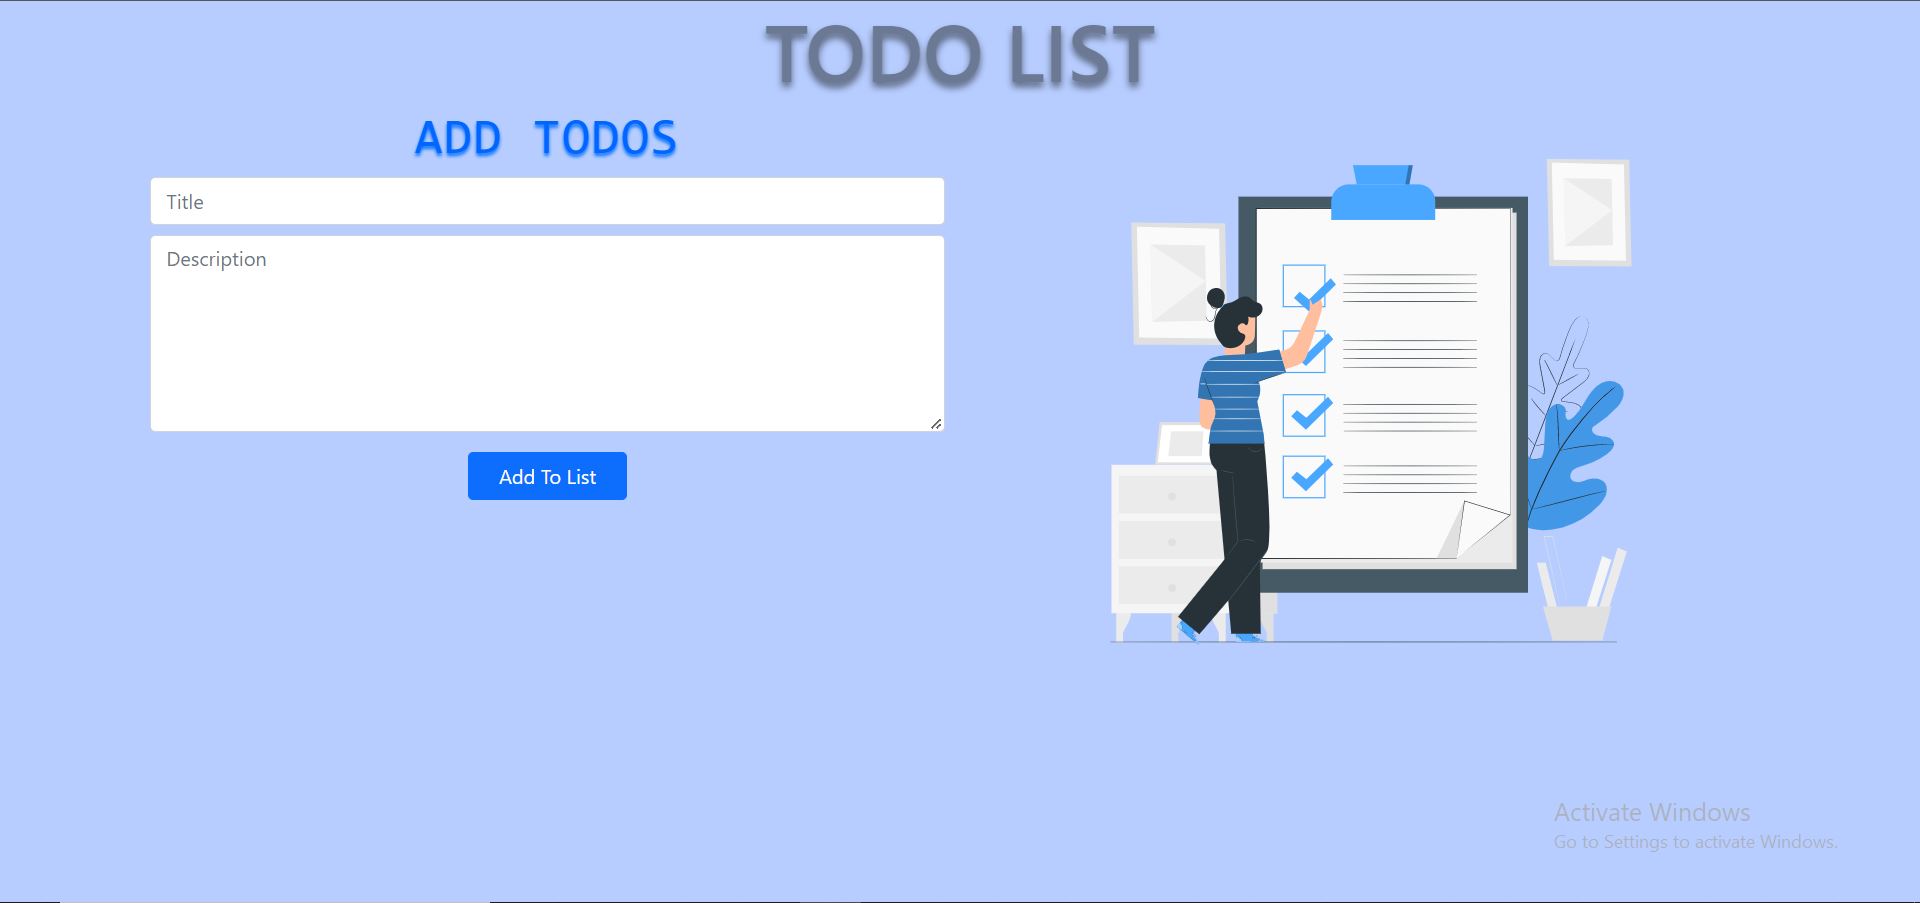 TODO LIST
ADD TODOS
Title
Description
Add To List
Activate Windows
Go to Settings to activate Windows.